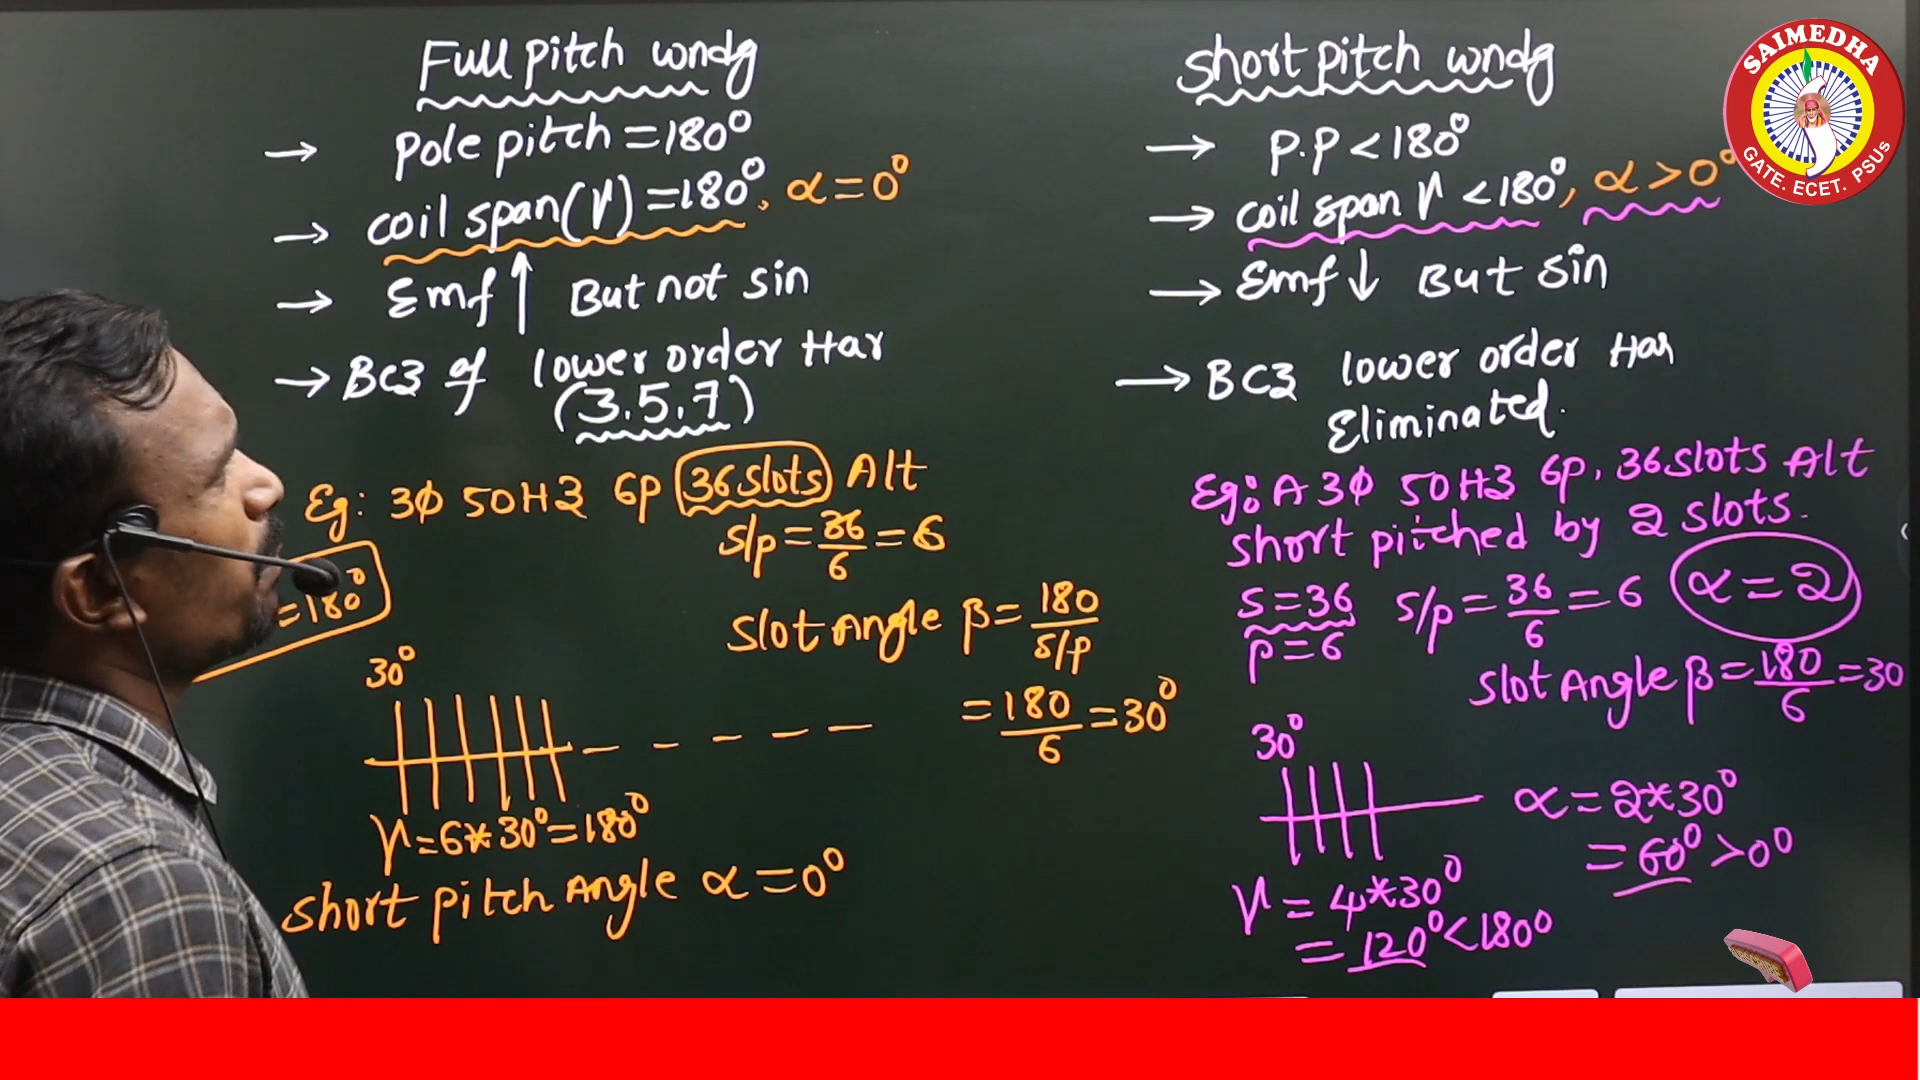 Full pitch wndg
→ Pole pitch = 180°
→ coil span(γ) = 180°, α = 0°
→ Emf ↑ But not sin
→ BCZ of lower order Har
(3.5.7)
Eg: 3φ 50HZ 6P 36 slots Alt
S/p = 36/6 = 6
= 180°
Slot Angle β = 180/S/P
= 180/6 = 30°
30°
γ = 6*30° = 180°
Short pitch Angle α = 0°
Short pitch wndg
→ P.P < 180°
→ coil span γ < 180°, α > 0°
→ Emf ↓ But sin
→ BCZ lower order Har
Eliminated.
Eg: A 3φ 50HZ 6P, 36 slots Alt
short pitched by 2 slots.
S = 36
P = 6
S/p = 36/6 = 6
α = 2
Slot Angle β = 180/6 = 30
30°
α = 2*30°
= 60° > 0°
γ = 4*30°
= 120° < 180°
SAIMEDHA
GATE. ECET. PSUs